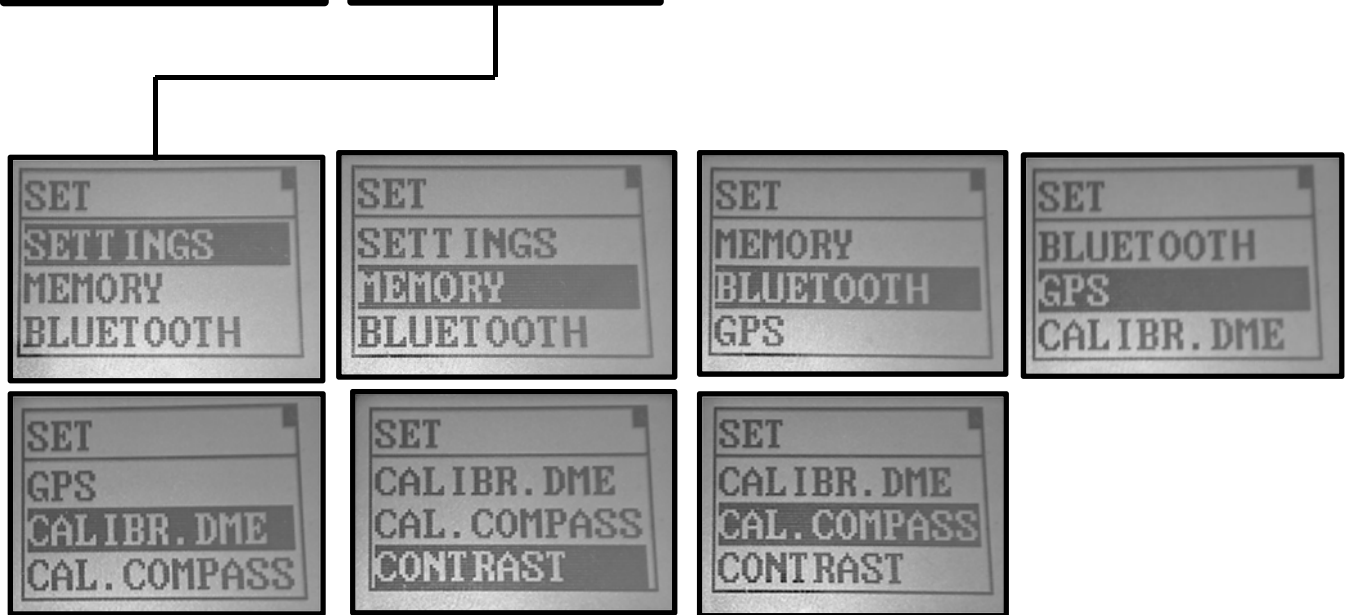 SET
SETTINGS
MEMORY
BLUETOOTH
SET
SETTINGS
MEMORY
BLUETOOTH
SET
MEMORY
BLUETOOTH
GPS
SET
BLUETOOTH
GPS
CALIBR.DME
SET
GPS
CALIBR.DME
CAL.COMPASS
SET
CALIBR.DME
CAL.COMPASS
CONTRAST
SET
CALIBR.DME
CAL.COMPASS
CONTRAST